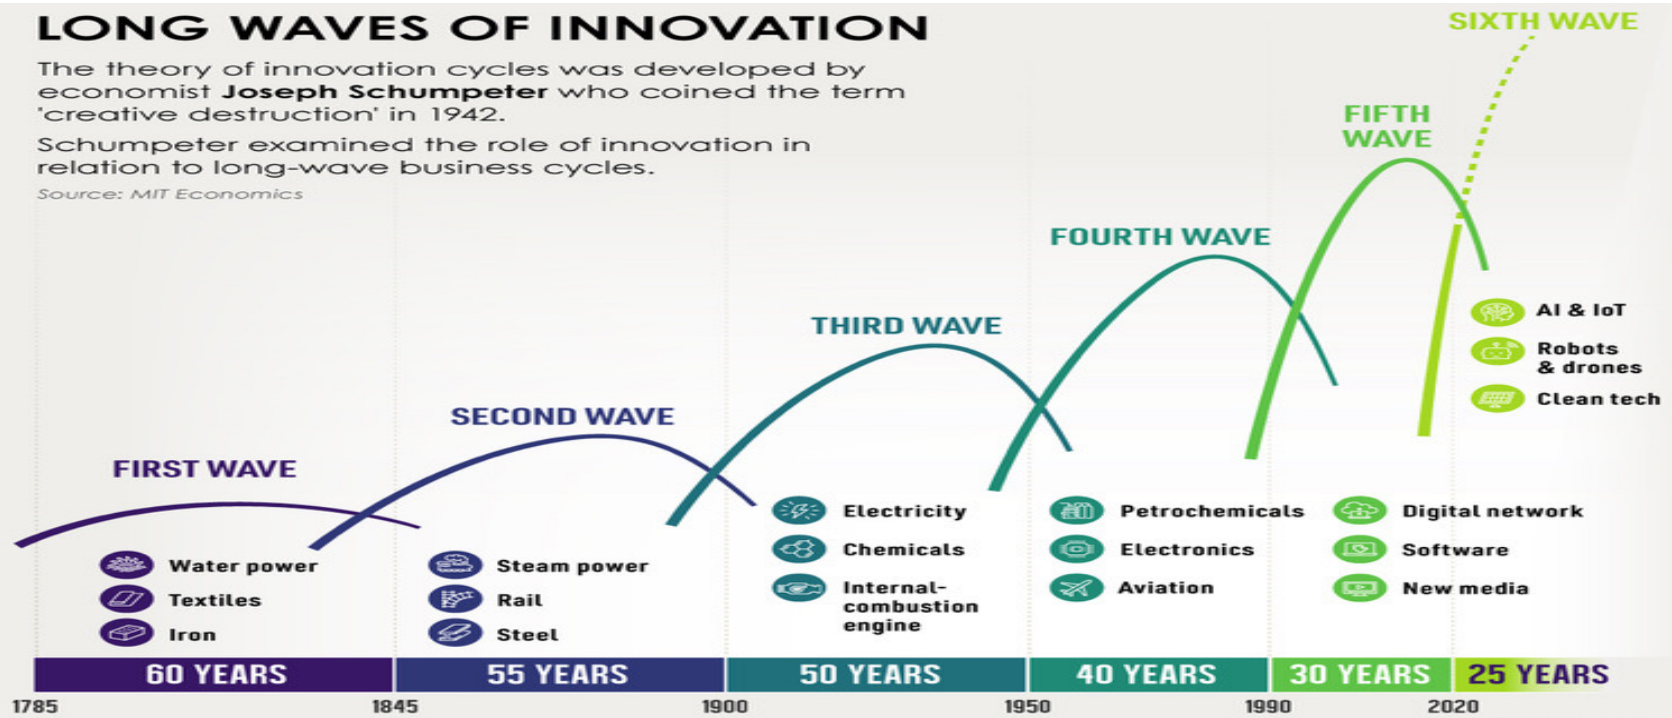 LONG WAVES OF INNOVATION
The theory of innovation cycles was developed by
economist Joseph Schumpeter who coined the term
'creative destruction' in 1942.
Schumpeter examined the role of innovation in
relation to long-wave business cycles.
Source: MIT Economics
SIXTH WAVE
FIFTH
WAVE
FOURTH WAVE
THIRD WAVE
SECOND WAVE
FIRST WAVE
Water power
Textiles
Iron
Steam power
Rail
Steel
Electricity
Chemicals
Internal-
combustion
engine
Petrochemicals
Electronics
Aviation
Digital network
Software
New media
AI & IoT
Robots
& drones
Clean tech
60 YEARS
55 YEARS
50 YEARS
40 YEARS
30 YEARS
25 YEARS
1785
1845
1900
1950
1990
2020